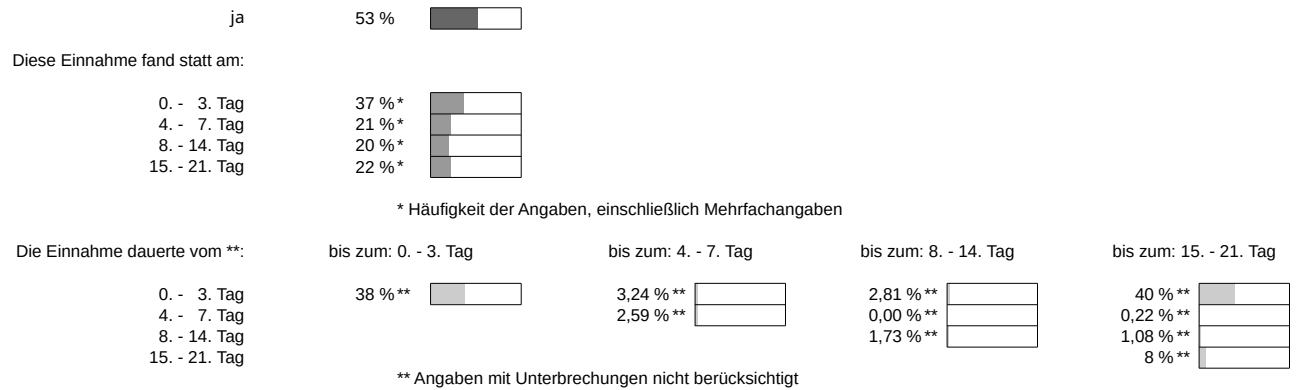 ja 53 %
Diese Einnahme fand statt am:
0. - 3. Tag 37 % *
4. - 7. Tag 21 % *
8. - 14. Tag 20 % *
15. - 21. Tag 22 % *
* Häufigkeit der Angaben, einschließlich Mehrfachangaben
Die Einnahme dauerte vom **: bis zum: 0. - 3. Tag bis zum: 4. - 7. Tag bis zum: 8. - 14. Tag bis zum: 15. - 21. Tag
0. - 3. Tag 38 % ** 3,24 % ** 2,81 % ** 40 % **
4. - 7. Tag 2,59 % ** 0,00 % ** 0,22 % **
8. - 14. Tag 1,73 % ** 1,08 % **
15. - 21. Tag 8 % **
** Angaben mit Unterbrechungen nicht berücksichtigt